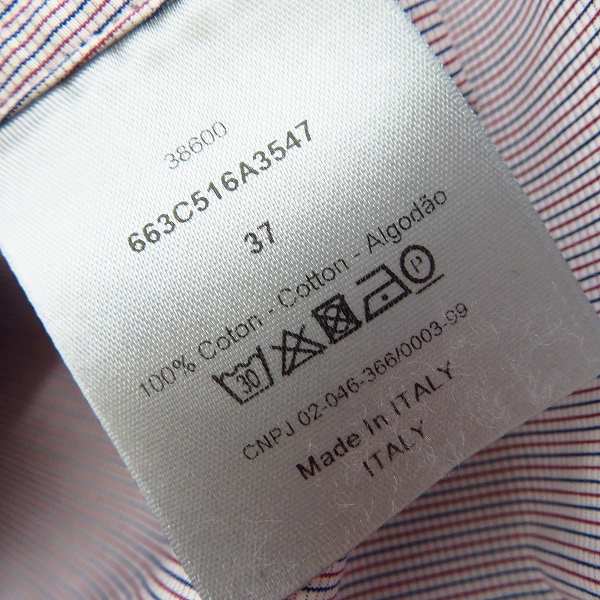 38600
663C516A3547
37
100% Coton - Cotton - Algodão
30 P
CNPJ 02-046-366/0003-99
Made In ITALY
ITALY